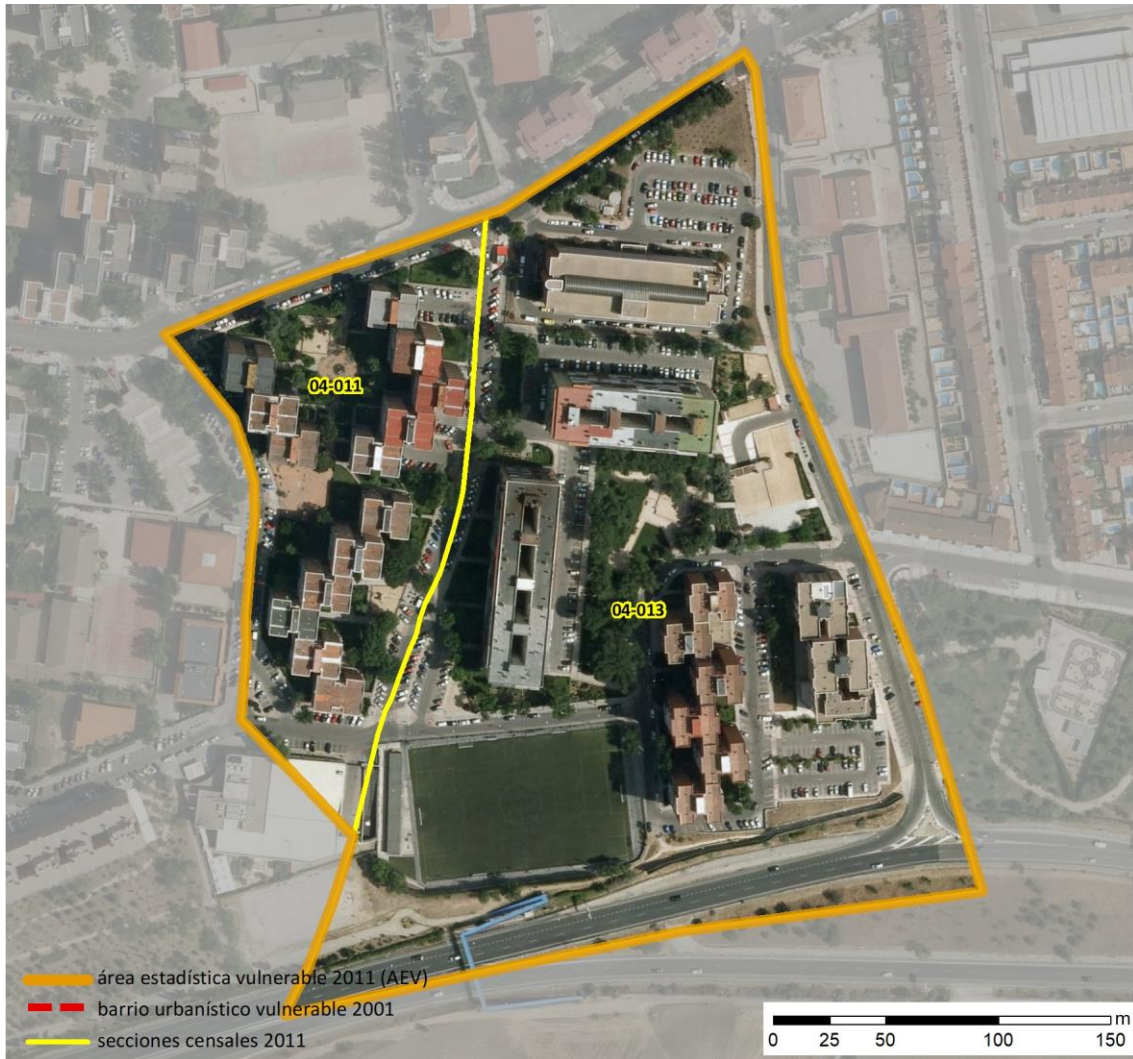 04-011
04-013
área estadística vulnerable 2011 (AEV)
barrio urbanístico vulnerable 2001
secciones censales 2011
m
0 25 50 100 150